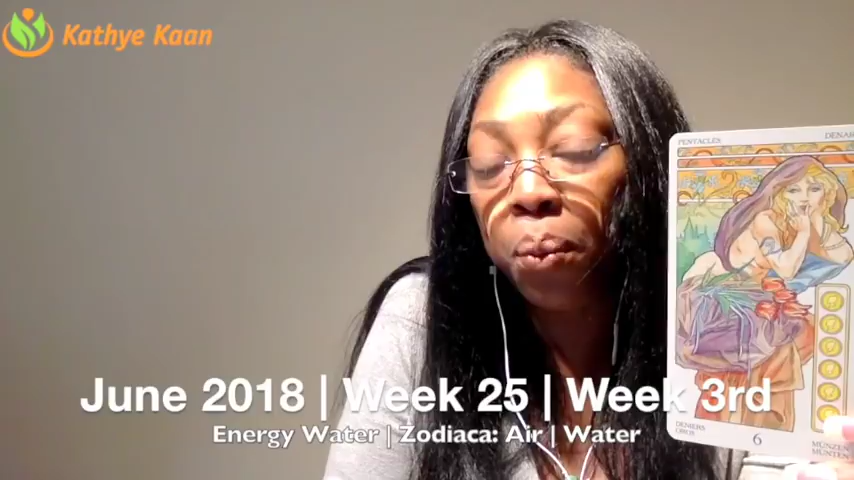 Kathye Kaan
PENTACLES
DENAR
June 2018 | Week 25 | Week 3rd
Energy Water | Zodiaca: Air | Water
DENIERS
OROS
6
MÜNZEN
MUNTEN